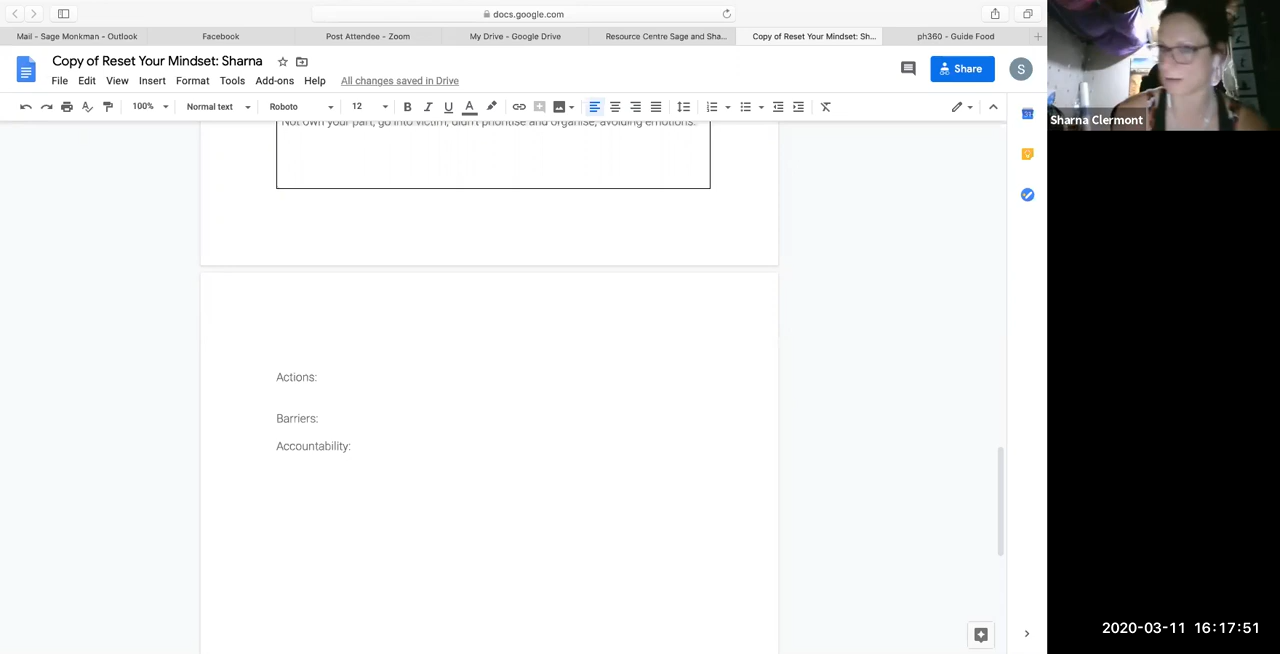 docs.google.com
Mail - Sage Monkman - Outlook
Facebook
Post Attendee - Zoom
My Drive - Google Drive
Resource Centre Sage and Sha...
Copy of Reset Your Mindset: Sh...
ph360 - Guide Food
Copy of Reset Your Mindset: Sharna
File Edit View Insert Format Tools Add-ons Help All changes saved in Drive
Share
S
100% Normal text Roboto 12 B I U A
31
Sharna Clermont
Not own your part, go into victim, didn't prioritise and organise, avoiding emotions.
Actions:
Barriers:
Accountability:
2020-03-11 16:17:51